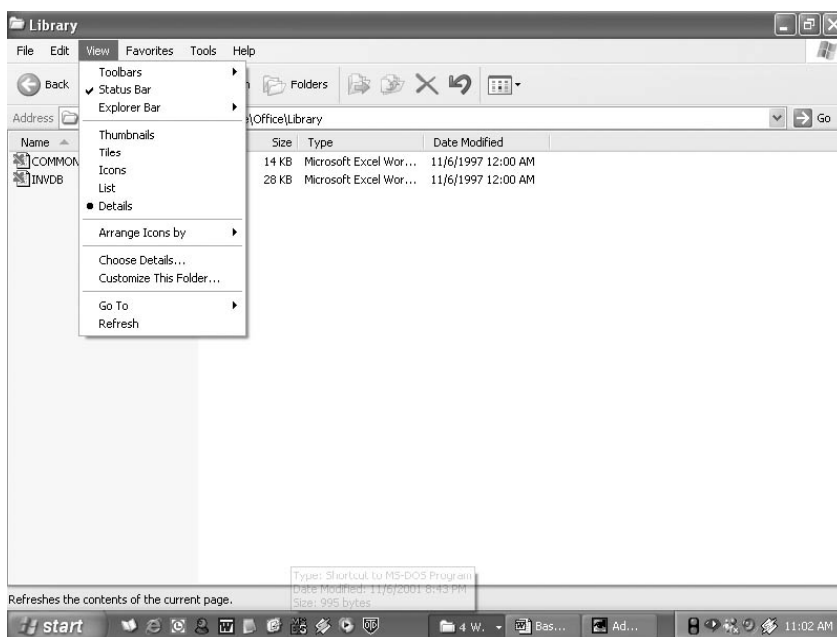 Library
File Edit View Favorites Tools Help
Back Folders
Address \Office\Library Go
Toolbars
Status Bar
Explorer Bar
Thumbnails
Tiles
Icons
List
Details
Arrange Icons by
Choose Details...
Customize This Folder...
Go To
Refresh
Name Size Type Date Modified
COMMON 14 KB Microsoft Excel Wor... 11/6/1997 12:00 AM
INVDB 28 KB Microsoft Excel Wor... 11/6/1997 12:00 AM
Type: Shortcut to MS-DOS Program
Date Modified: 11/6/2001 8:43 PM
Size: 995 bytes
Refreshes the contents of the current page.
start 4 W. Bas... Ad... 11:02 AM